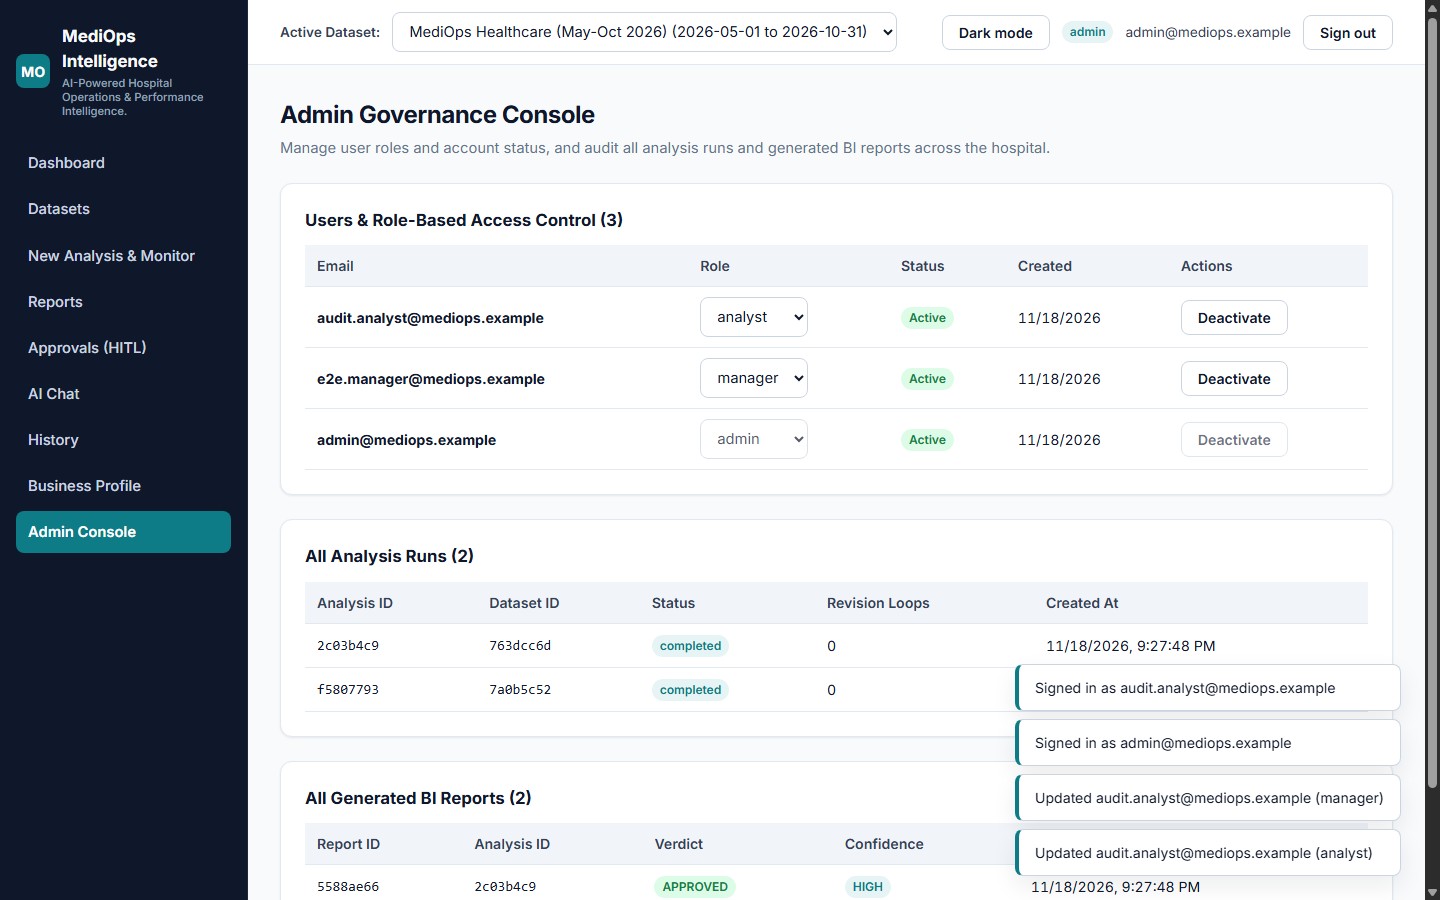 MO
MediOps
Intelligence
AI-Powered Hospital
Operations & Performance
Intelligence.
Dashboard
Datasets
New Analysis & Monitor
Reports
Approvals (HITL)
AI Chat
History
Business Profile
Admin Console
Active Dataset: MediOps Healthcare (May-Oct 2026) (2026-05-01 to 2026-10-31) Dark mode admin admin@mediops.example Sign out
Admin Governance Console
Manage user roles and account status, and audit all analysis runs and generated BI reports across the hospital.
Users & Role-Based Access Control (3)
Email Role Status Created Actions
audit.analyst@mediops.example analyst Active 11/18/2026 Deactivate
e2e.manager@mediops.example manager Active 11/18/2026 Deactivate
admin@mediops.example admin Active 11/18/2026 Deactivate
All Analysis Runs (2)
Analysis ID Dataset ID Status Revision Loops Created At
2c03b4c9 763dcc6d completed 0 11/18/2026, 9:27:48 PM
f5807793 7a0b5c52 completed 0
All Generated BI Reports (2)
Report ID Analysis ID Verdict Confidence
5588ae66 2c03b4c9 APPROVED HIGH 11/18/2026, 9:27:48 PM
Signed in as audit.analyst@mediops.example
Signed in as admin@mediops.example
Updated audit.analyst@mediops.example (manager)
Updated audit.analyst@mediops.example (analyst)